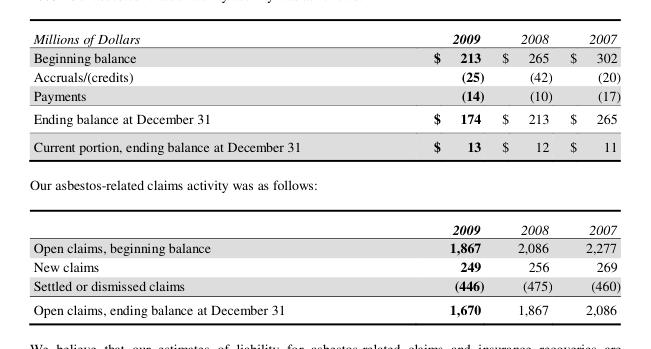 Millions of Dollars 2009 2008 2007
Beginning balance $ 213 $ 265 $ 302
Accruals/(credits) (25) (42) (20)
Payments (14) (10) (17)
Ending balance at December 31 $ 174 $ 213 $ 265
Current portion, ending balance at December 31 $ 13 $ 12 $ 11
Our asbestos-related claims activity was as follows:
2009 2008 2007
Open claims, beginning balance 1,867 2,086 2,277
New claims 249 256 269
Settled or dismissed claims (446) (475) (460)
Open claims, ending balance at December 31 1,670 1,867 2,086
We believe that our estimates of liability for asbestos-related claims and insurance recoveries are